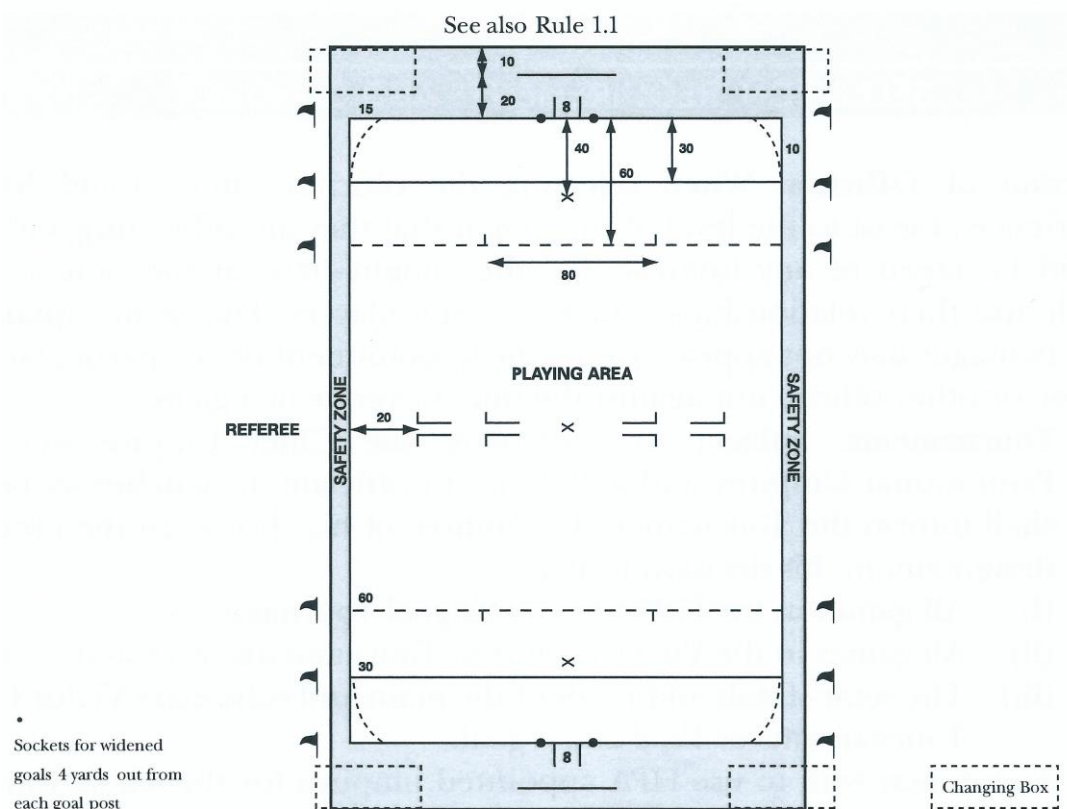 See also Rule 1.1
10
20
8
15
10
40
60
30
80
PLAYING AREA
SAFETY ZONE
SAFETY ZONE
20
REFEREE
60
30
8
Sockets for widened
goals 4 yards out from
each goal post
Changing Box